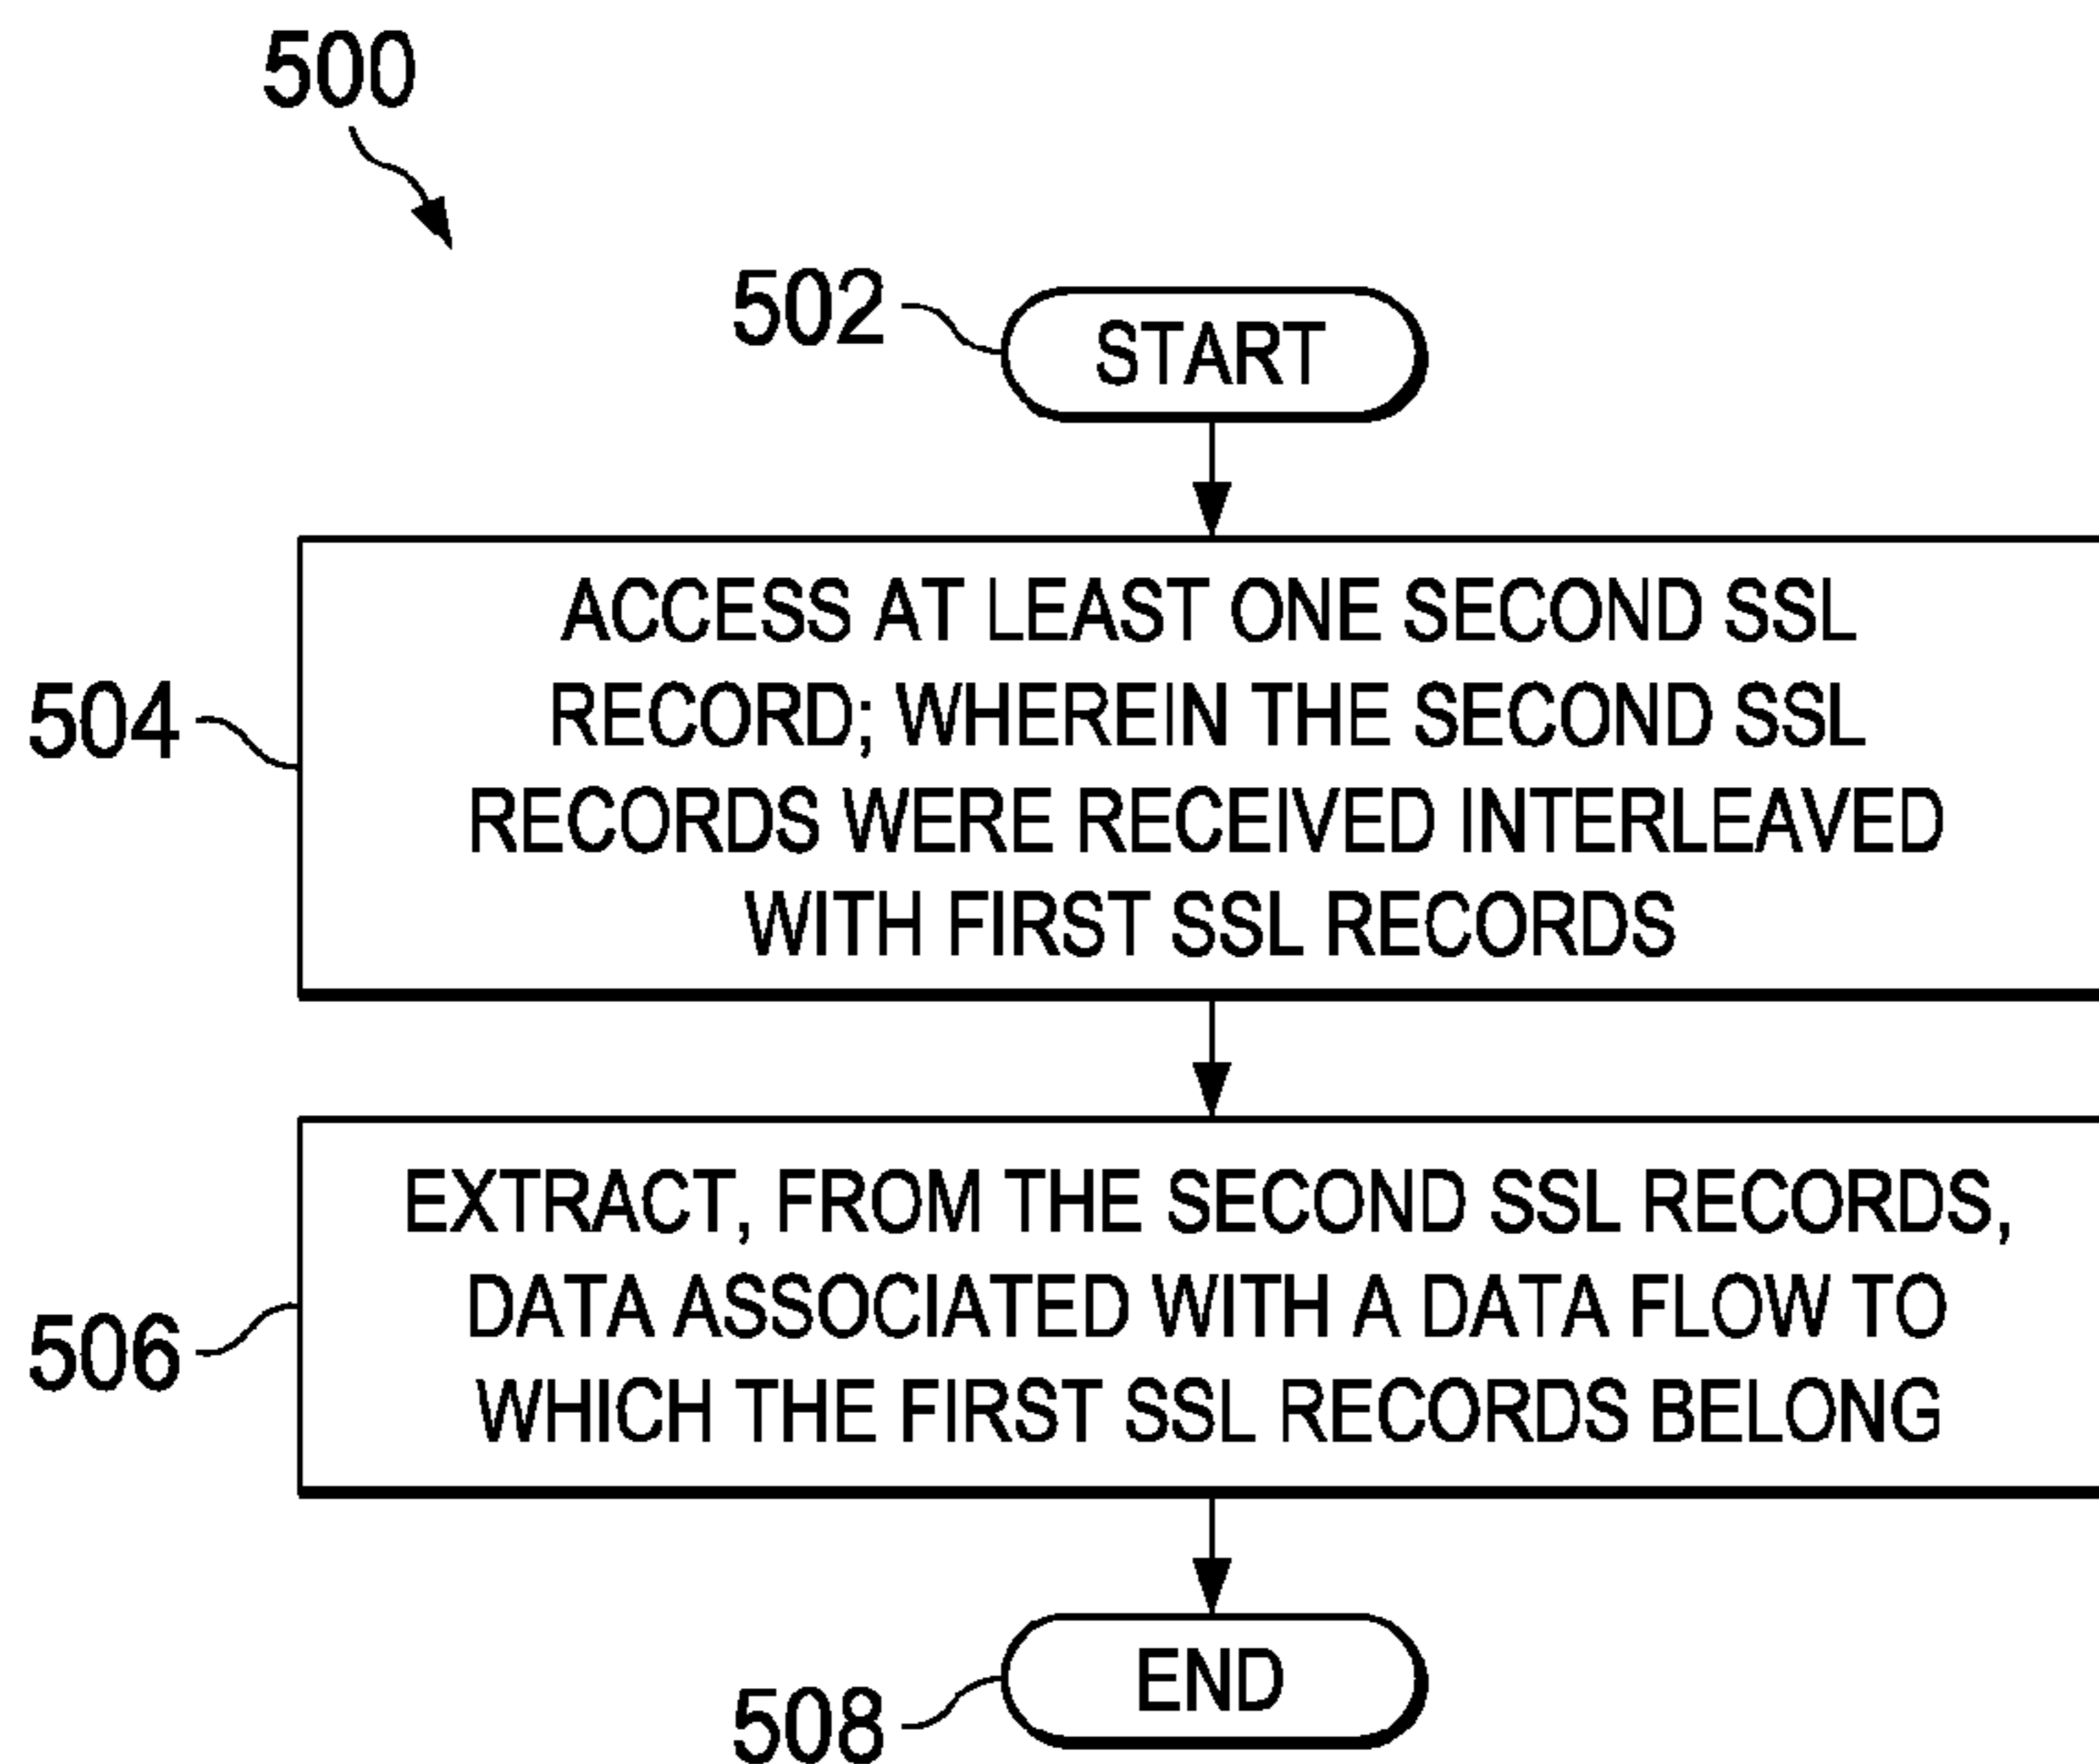 500
502
START
504
ACCESS AT LEAST ONE SECOND SSL
RECORD; WHEREIN THE SECOND SSL
RECORDS WERE RECEIVED INTERLEAVED
WITH FIRST SSL RECORDS
506
EXTRACT, FROM THE SECOND SSL RECORDS,
DATA ASSOCIATED WITH A DATA FLOW TO
WHICH THE FIRST SSL RECORDS BELONG
508
END